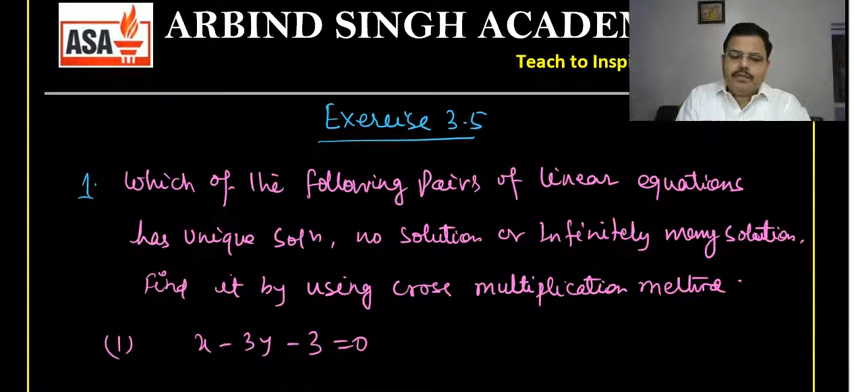 ASA
ARBIND SINGH ACADEM
Teach to Inspi
Exercise 3.5
1. Which of the following pairs of linear equations
has unique soln, no solution or infinitely many solution.
Find it by using cross multiplication method.
(1) x - 3y - 3 = 0